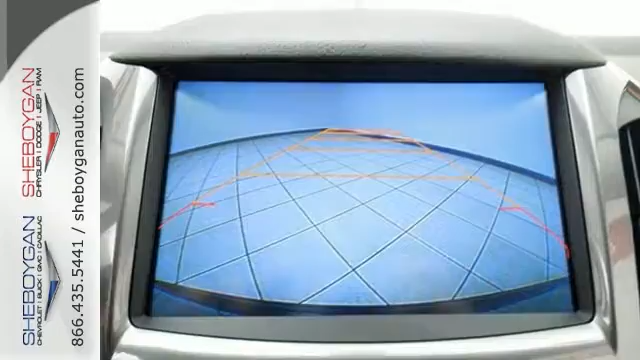 SHEBOYGAN
CHRYSLER | DODGE | JEEP | RAM
SHEBOYGAN
CHEVROLET | BUICK | GMC | CADILLAC
866.435.5441 / sheboyganauto.com